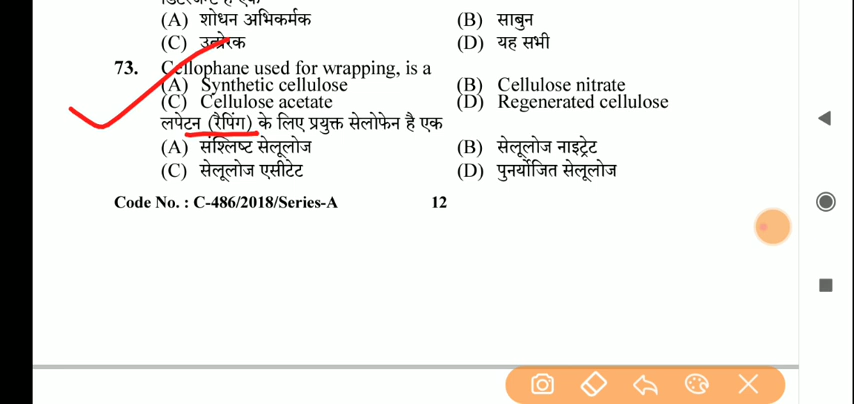 (A) शोधन अभिकर्मक (B) साबुन
(C) उत्प्रेरक (D) यह सभी
73. Cellophane used for wrapping, is a
(A) Synthetic cellulose (B) Cellulose nitrate
(C) Cellulose acetate (D) Regenerated cellulose
लपेटन (रैपिंग) के लिए प्रयुक्त सेलोफेन है एक
(A) संश्लिष्ट सेलूलोज (B) सेलूलोज नाइट्रेट
(C) सेलूलोज एसीटेट (D) पुनर्योजित सेलूलोज
Code No. : C-486/2018/Series-A 12